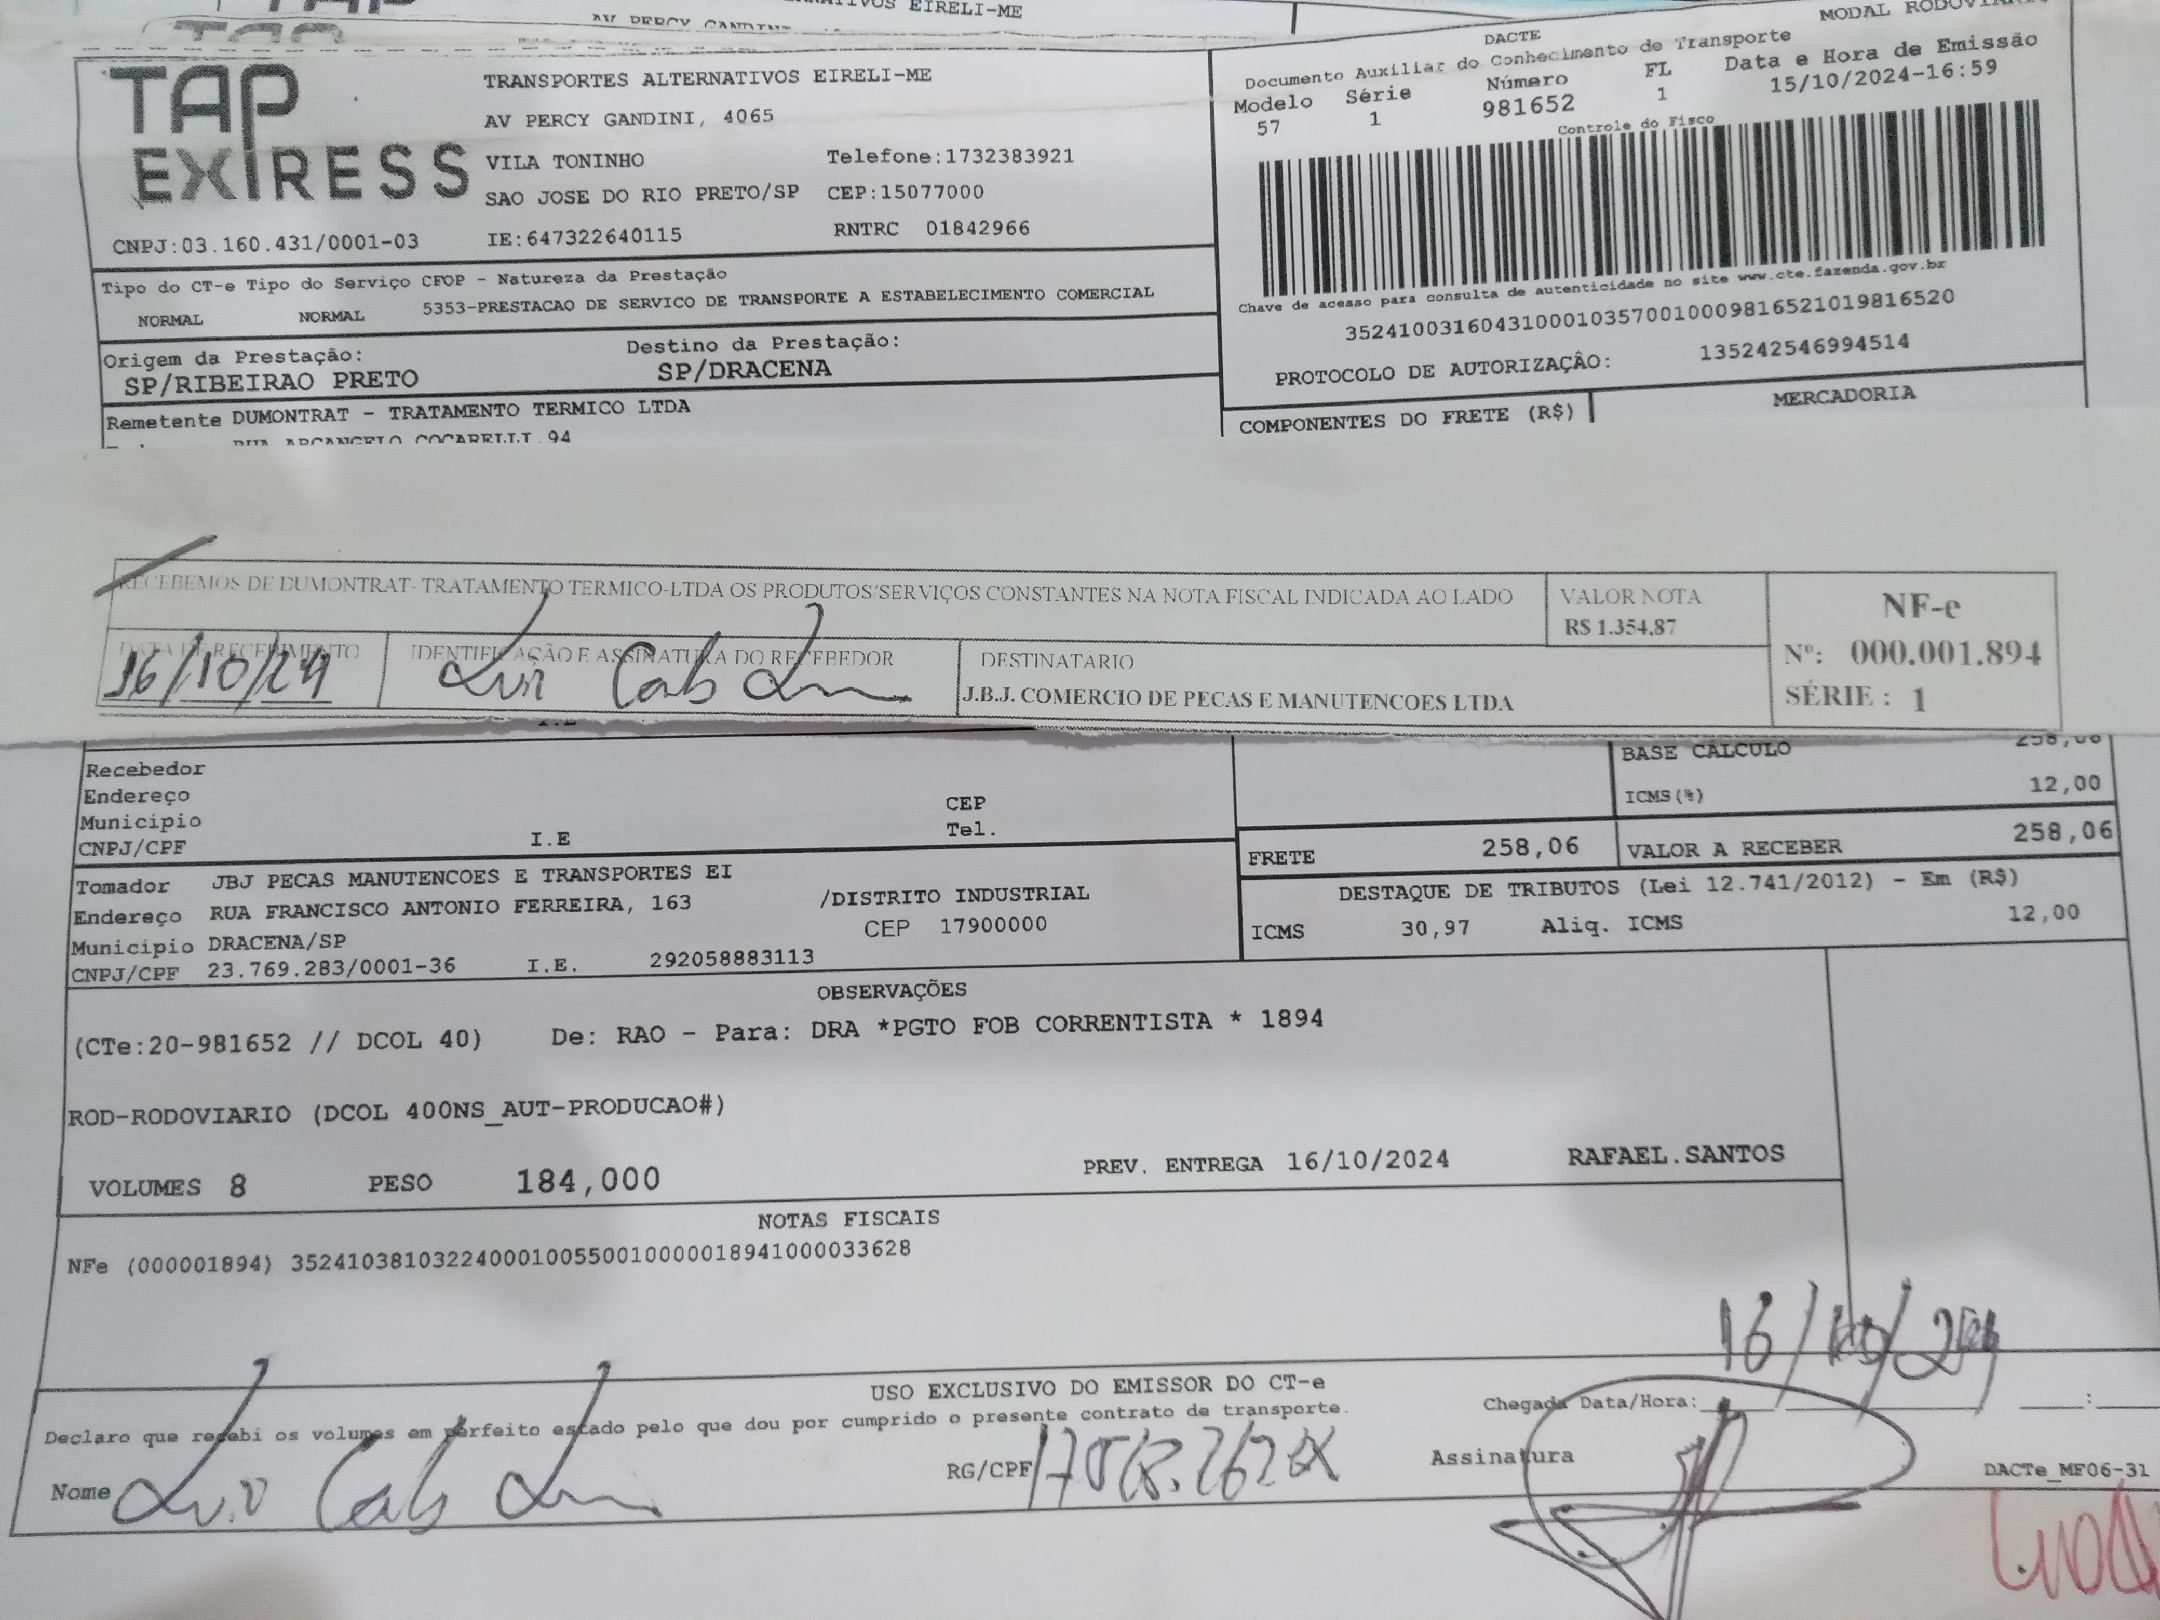 EIRELI-ME
AV PERCY GANDINI
MODAL RODOVIARIO
TAP
EXPRESS
TRANSPORTES ALTERNATIVOS EIRELI-ME
AV PERCY GANDINI, 4065
VILA TONINHO Telefone:1732383921
SAO JOSE DO RIO PRETO/SP CEP:15077000
CNPJ:03.160.431/0001-03 IE:647322640115 RNTRC 01842966
DACTE
Documento Auxiliar do Conhecimento de Transporte
Modelo Série Número FL Data e Hora de Emissão
57 1 981652 1 15/10/2024-16:59
Controle do Fisco
Chave de acesso para consulta de autenticidade no site www.cte.fazenda.gov.br
35241003160431000103570010009816521019816520
PROTOCOLO DE AUTORIZAÇÂO: 135242546994514
Tipo do CT-e Tipo do Serviço CFOP - Natureza da Prestação
NORMAL NORMAL 5353-PRESTACAO DE SERVICO DE TRANSPORTE A ESTABELECIMENTO COMERCIAL
Origem da Prestação: Destino da Prestação:
SP/RIBEIRAO PRETO SP/DRACENA
Remetente DUMONTRAT - TRATAMENTO TERMICO LTDA
RUA ARCANGELO COCARELLI 94
COMPONENTES DO FRETE (R$) MERCADORIA
RECEBEMOS DE DUMONTRAT- TRATAMENTO TERMICO-LTDA OS PRODUTOS/SERVIÇOS CONSTANTES NA NOTA FISCAL INDICADA AO LADO
VALOR NOTA
R$ 1.354,87
NF-e
Nº: 000.001.894
SÉRIE : 1
DATA DE RECEBIMENTO
16/10/24
IDENTIFICAÇÃO E ASSINATURA DO RECEBEDOR
DESTINATÁRIO
J.B.J. COMERCIO DE PECAS E MANUTENCOES LTDA
I.E
Recebedor
Endereço CEP
Município Tel.
CNPJ/CPF I.E
BASE CALCULO 258,06
ICMS(%) 12,00
FRETE 258,06 VALOR A RECEBER 258,06
DESTAQUE DE TRIBUTOS (Lei 12.741/2012) - Em (R$)
ICMS 30,97 Aliq. ICMS 12,00
Tomador JBJ PECAS MANUTENCOES E TRANSPORTES EI
Endereço RUA FRANCISCO ANTONIO FERREIRA, 163 /DISTRITO INDUSTRIAL
Município DRACENA/SP CEP 17900000
CNPJ/CPF 23.769.283/0001-36 I.E. 292058883113
OBSERVAÇÕES
(CTe:20-981652 // DCOL 40) De: RAO - Para: DRA *PGTO FOB CORRENTISTA * 1894
ROD-RODOVIARIO (DCOL 400NS_AUT-PRODUCAO#)
VOLUMES 8 PESO 184,000 PREV. ENTREGA 16/10/2024 RAFAEL.SANTOS
NOTAS FISCAIS
NFe (000001894) 35241038103224000100550010000018941000033628
16/10/24
USO EXCLUSIVO DO EMISSOR DO CT-e
Declaro que recebi os volumes em perfeito estado pelo que dou por cumprido o presente contrato de transporte.
Chegada Data/Hora: :
Nome
RG/CPF
Assinatura
DACTe_MF06-31